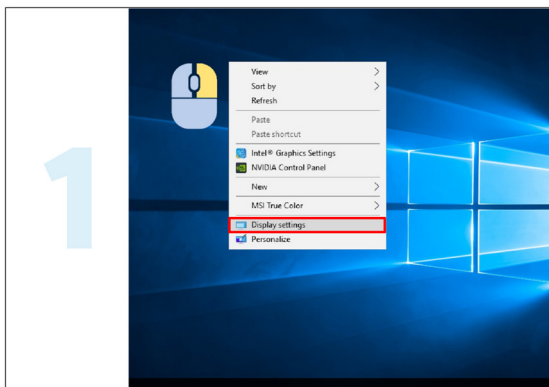 1
View
Sort by
Refresh
Paste
Paste shortcut
Intel® Graphics Settings
NVIDIA Control Panel
New
MSI True Color
Display settings
Personalize